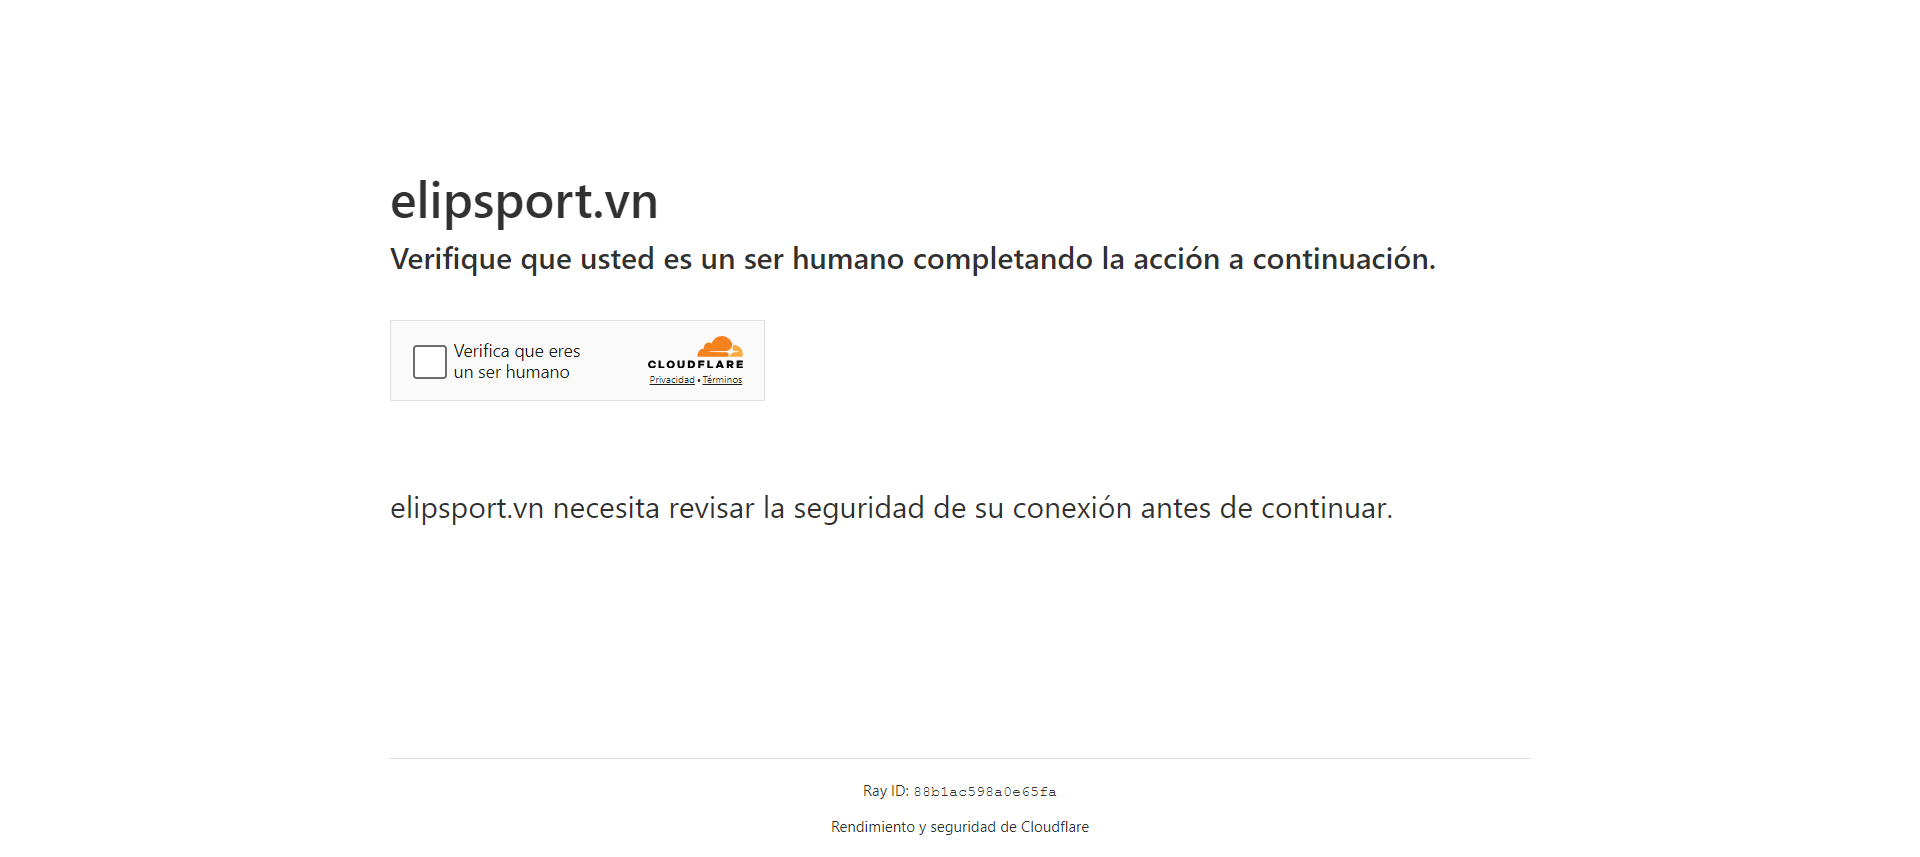 elipsport.vn
Verifique que usted es un ser humano completando la acción a continuación.
Verifica que eres
un ser humano
CLOUDFLARE
Privacidad • Términos
elipsport.vn necesita revisar la seguridad de su conexión antes de continuar.
Ray ID: 88b1ac598a0e65fa
Rendimiento y seguridad de Cloudflare